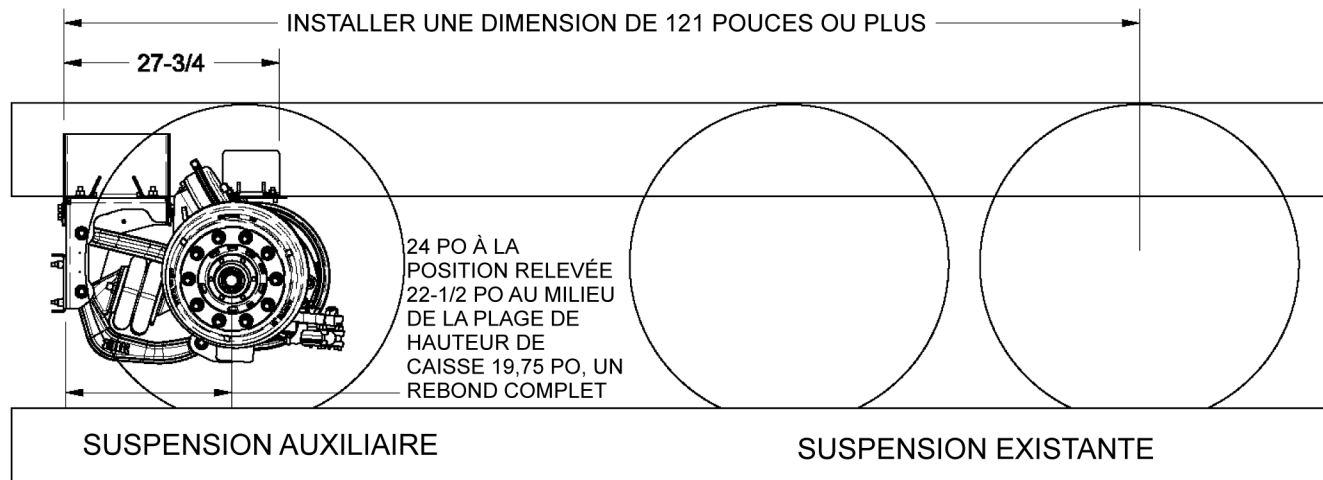 INSTALLER UNE DIMENSION DE 121 POUCES OU PLUS
27-3/4
24 PO À LA
POSITION RELEVÉE
22-1/2 PO AU MILIEU
DE LA PLAGE DE
HAUTEUR DE
CAISSE 19,75 PO, UN
REBOND COMPLET
SUSPENSION AUXILIAIRE
SUSPENSION EXISTANTE